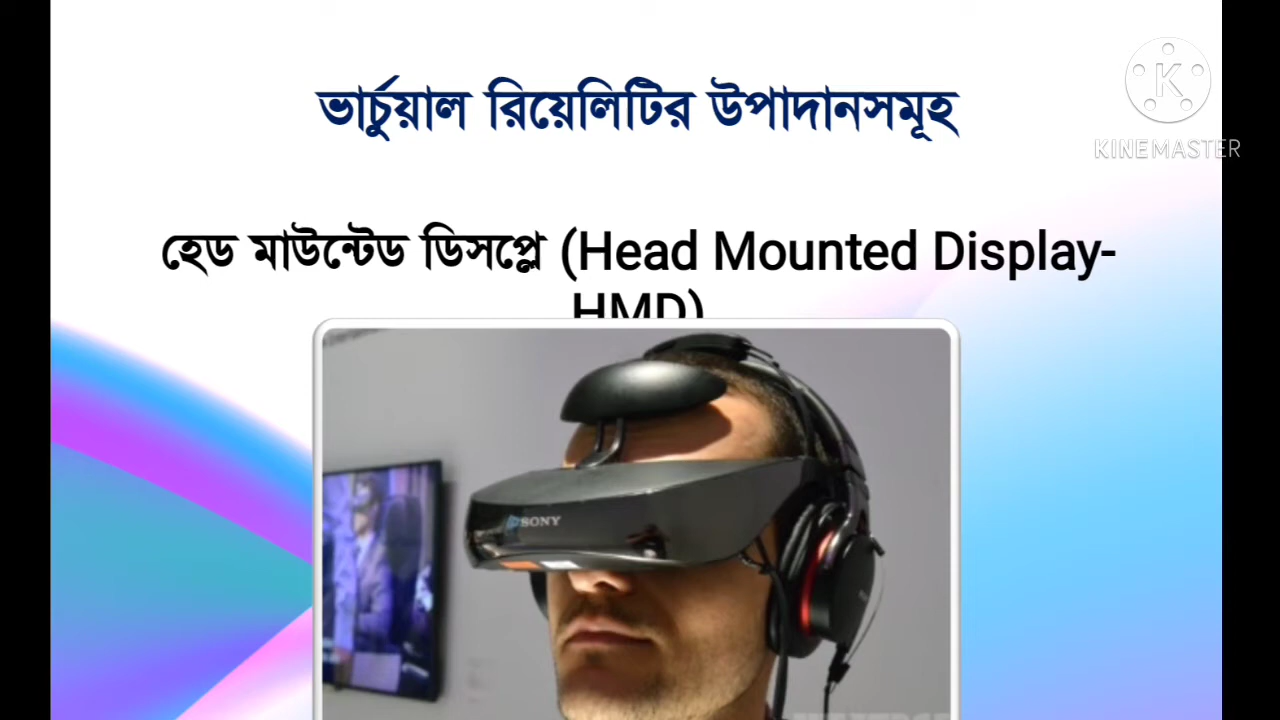 ভার্চুয়াল রিয়েলিটির উপাদানসমূহ
KINEMASTER
হেড মাউন্টেড ডিসপ্লে (Head Mounted Display-
HMD)
SONY